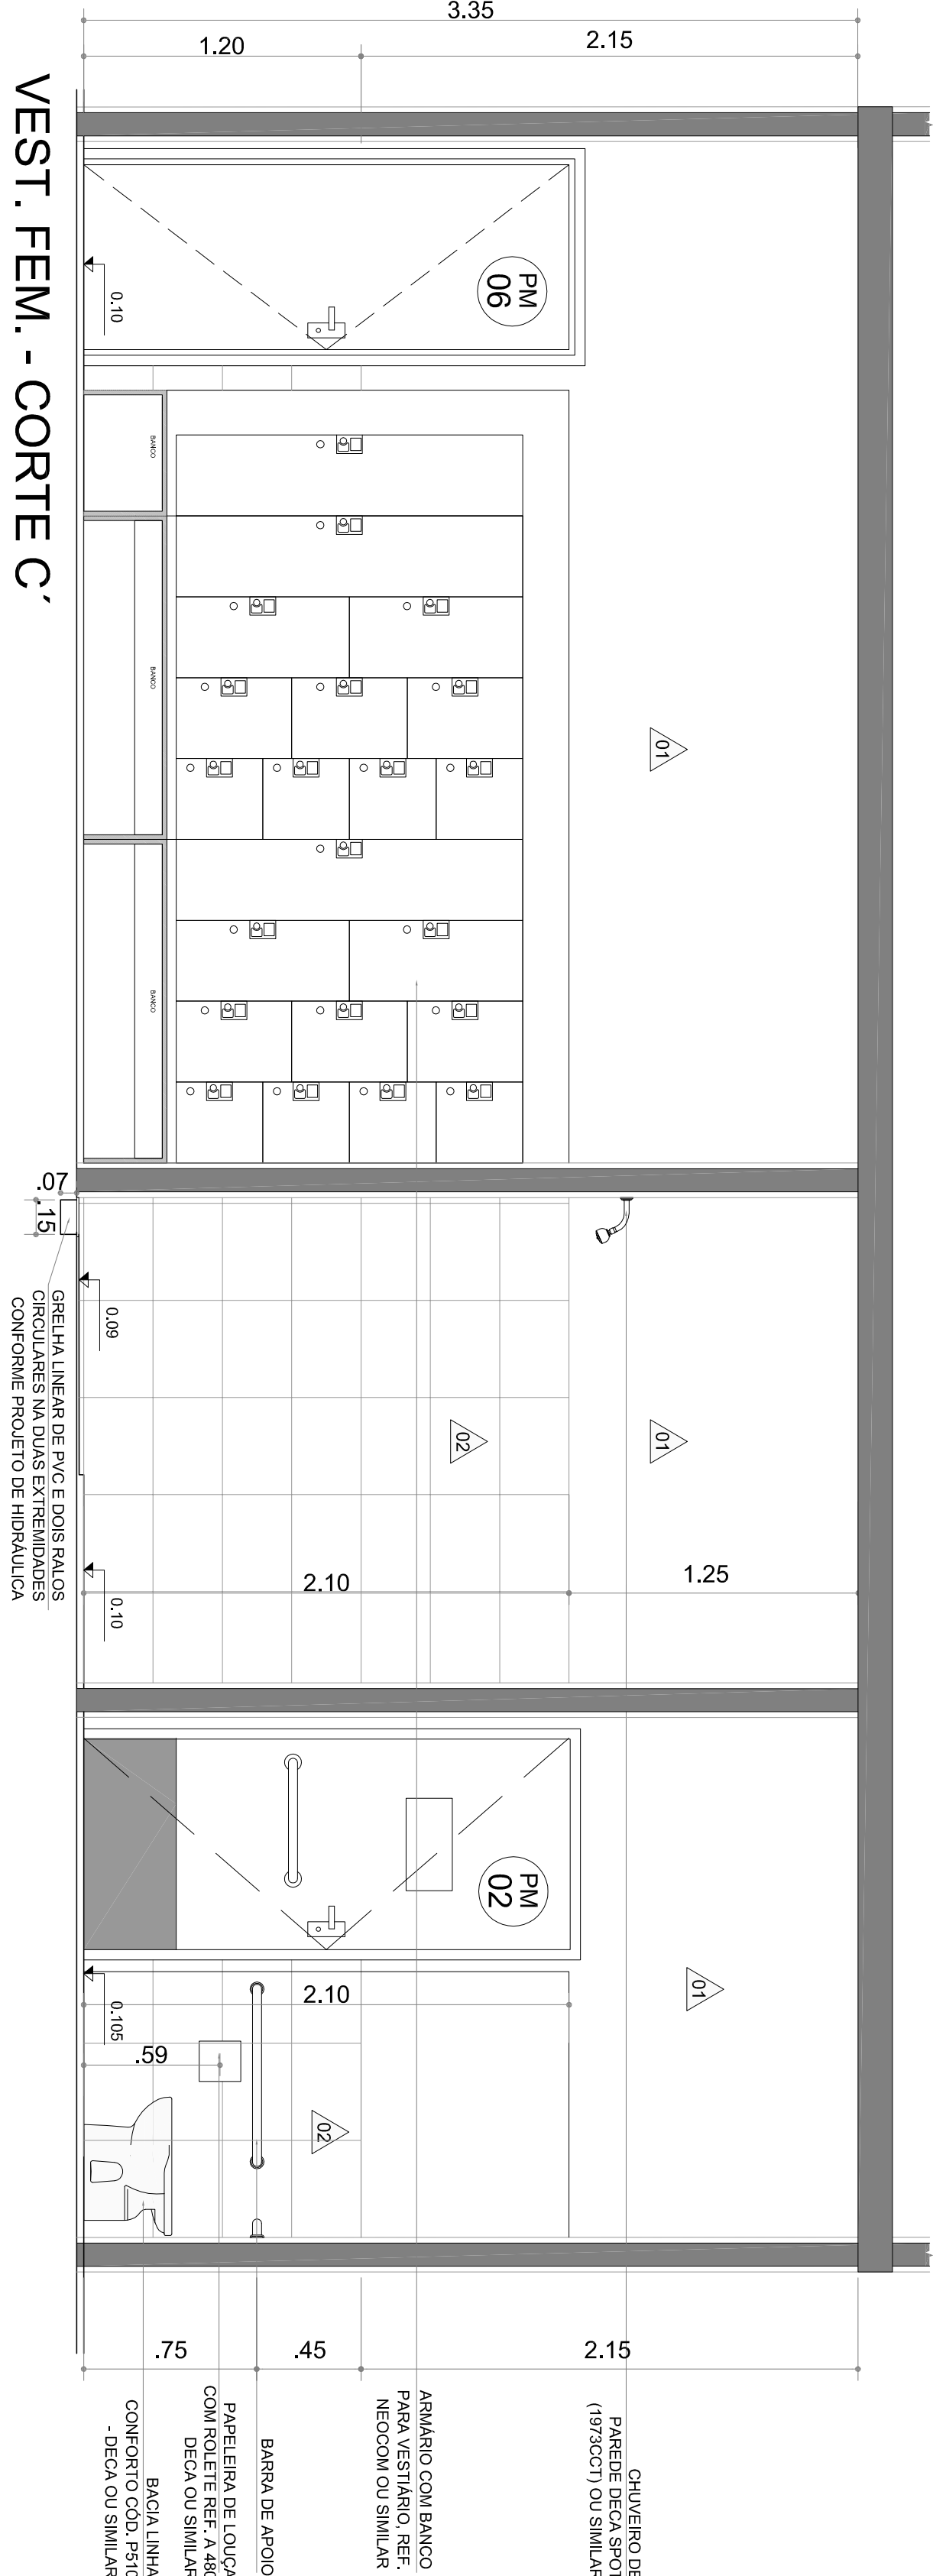 3.35
1.20
2.15
VEST. FEM. - CORTE C´
PM
06
0.10
BANCO
BANCO
BANCO
01
.07
.15
GRELHA LINEAR DE PVC E DOIS RALOS
CIRCULARES NA DUAS EXTREMIDADES
CONFORME PROJETO DE HIDRÁULICA
0.09
01
02
2.10
1.25
0.10
PM
02
01
0.105
2.10
.59
02
.75
.45
2.15
CHUVEIRO DE
PAREDE DECA SPOT
(1973CCT) OU SIMILAR
ARMÁRIO COM BANCO
PARA VESTIÁRIO, REF.
NEOCOM OU SIMILAR
BARRA DE APOIO
PAPELEIRA DE LOUÇA
COM ROLETE REF. A 480
DECA OU SIMILAR
BACIA LINHA
CONFORTO CÓD. P510
- DECA OU SIMILAR